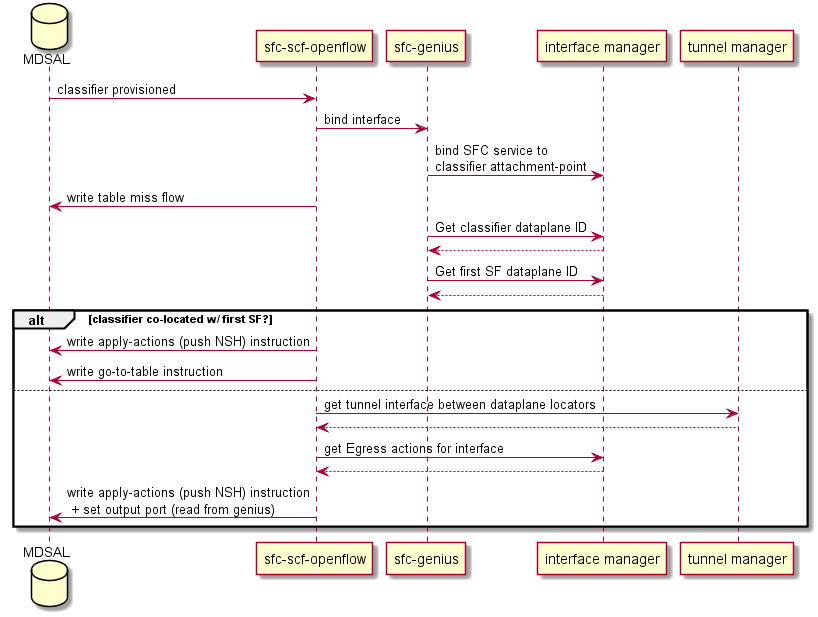 MDSAL
sfc-scf-openflow
sfc-genius
interface manager
tunnel manager
classifier provisioned
bind interface
bind SFC service to
classifier attachment-point
write table miss flow
Get classifier dataplane ID
Get first SF dataplane ID
alt
[classifier co-located w/ first SF?]
write apply-actions (push NSH) instruction
write go-to-table instruction
get tunnel interface between dataplane locators
get Egress actions for interface
write apply-actions (push NSH) instruction
+ set output port (read from genius)
MDSAL
sfc-scf-openflow
sfc-genius
interface manager
tunnel manager